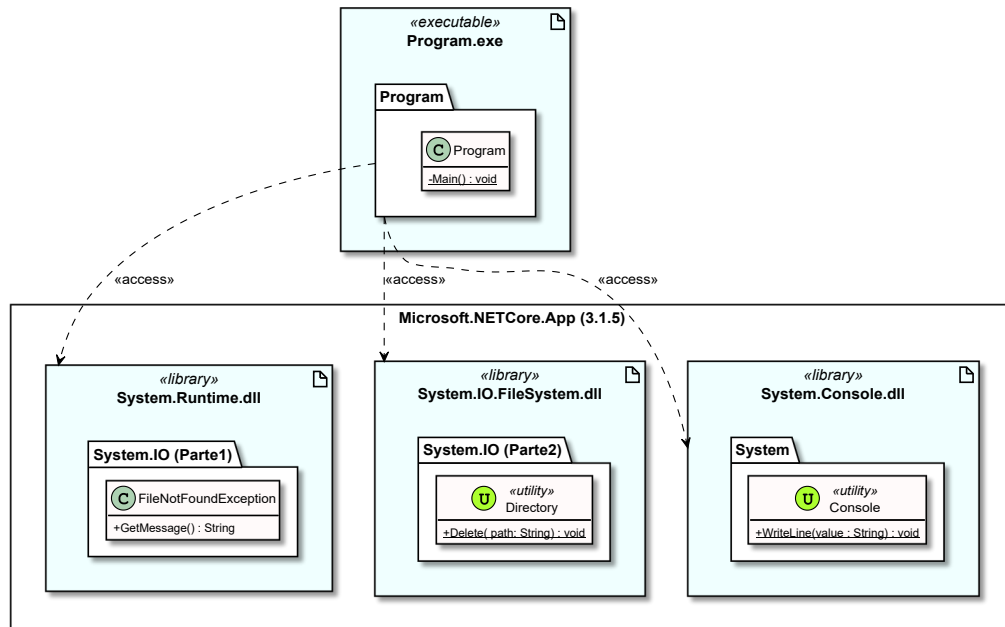 «executable»
Program.exe
Program
C Program
-Main() : void
«access»
«access»
«access»
Microsoft.NETCore.App (3.1.5)
«library»
System.Runtime.dll
System.IO (Parte1)
C FileNotFoundException
+GetMessage() : String
«library»
System.IO.FileSystem.dll
System.IO (Parte2)
U «utility»
Directory
+Delete( path: String) : void
«library»
System.Console.dll
System
U «utility»
Console
+WriteLine(value : String) : void